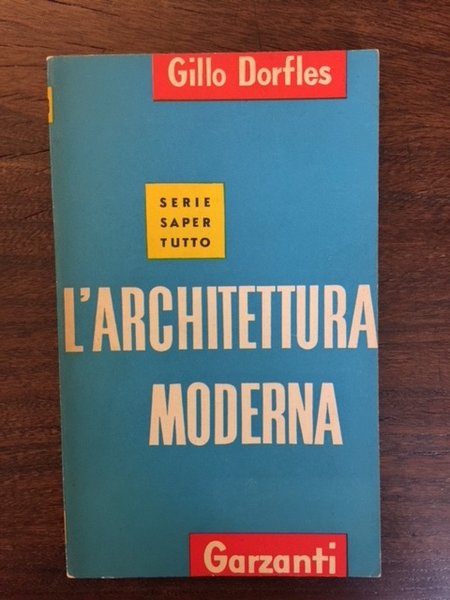 Gillo Dorfles
SERIE
SAPER
TUTTO
L'ARCHITETTURA
MODERNA
Garzanti